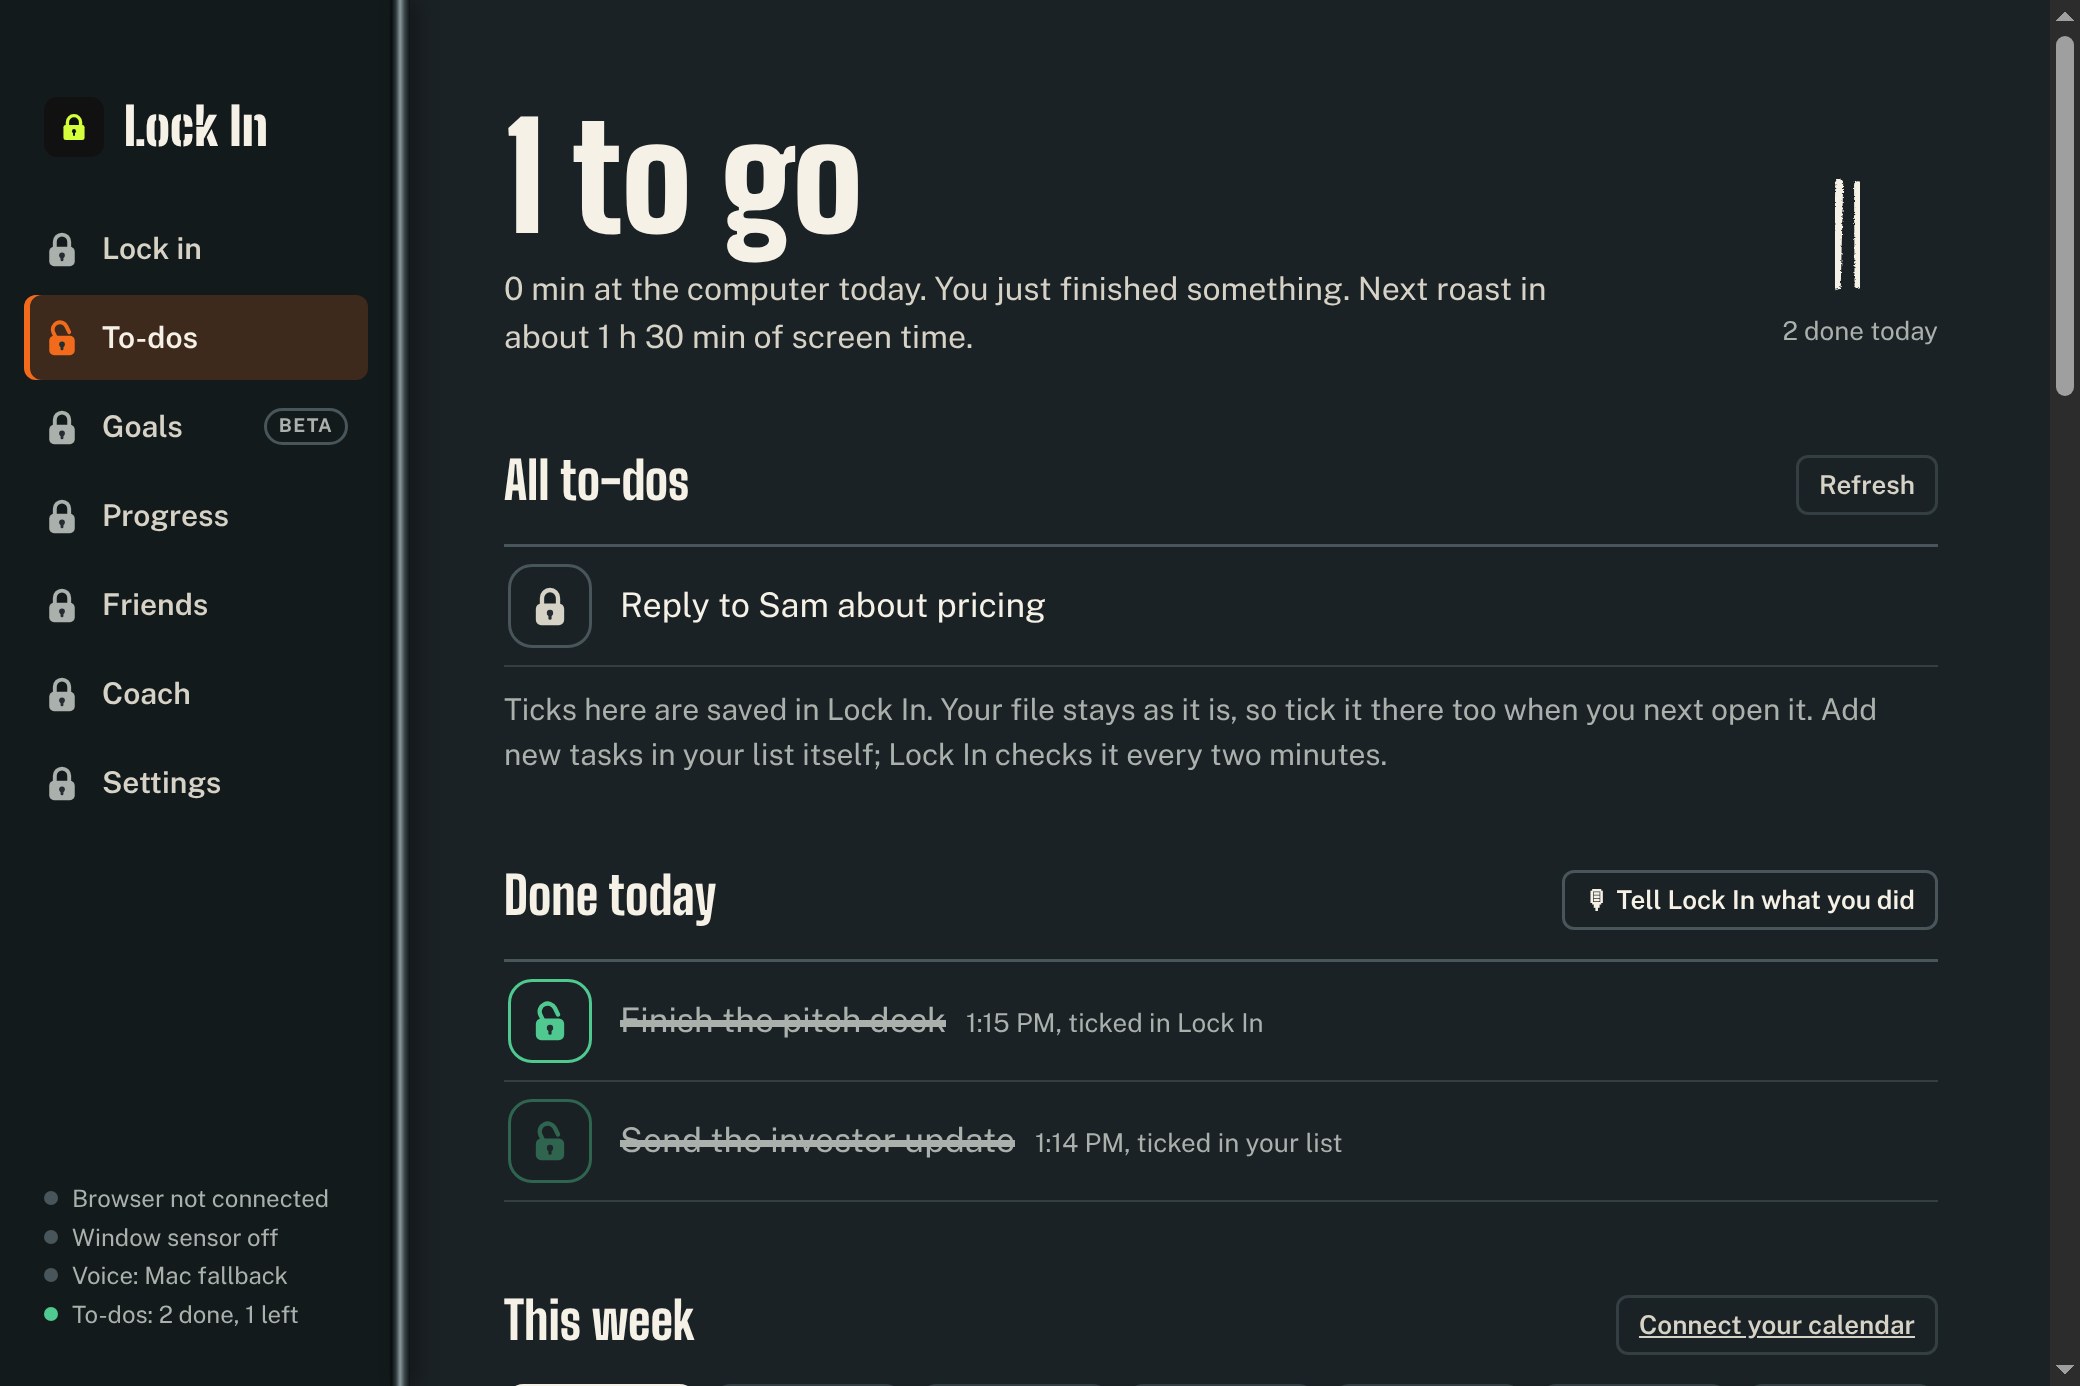 Lock In
Lock in
To-dos
Goals
BETA
Progress
Friends
Coach
Settings
Browser not connected
Window sensor off
Voice: Mac fallback
To-dos: 2 done, 1 left
1 to go
0 min at the computer today. You just finished something. Next roast in
about 1 h 30 min of screen time.
2 done today
All to-dos
Refresh
Reply to Sam about pricing
Ticks here are saved in Lock In. Your file stays as it is, so tick it there too when you next open it. Add
new tasks in your list itself; Lock In checks it every two minutes.
Done today
Tell Lock In what you did
Finish the pitch deck 1:15 PM, ticked in Lock In
Send the investor update 1:14 PM, ticked in your list
This week
Connect your calendar